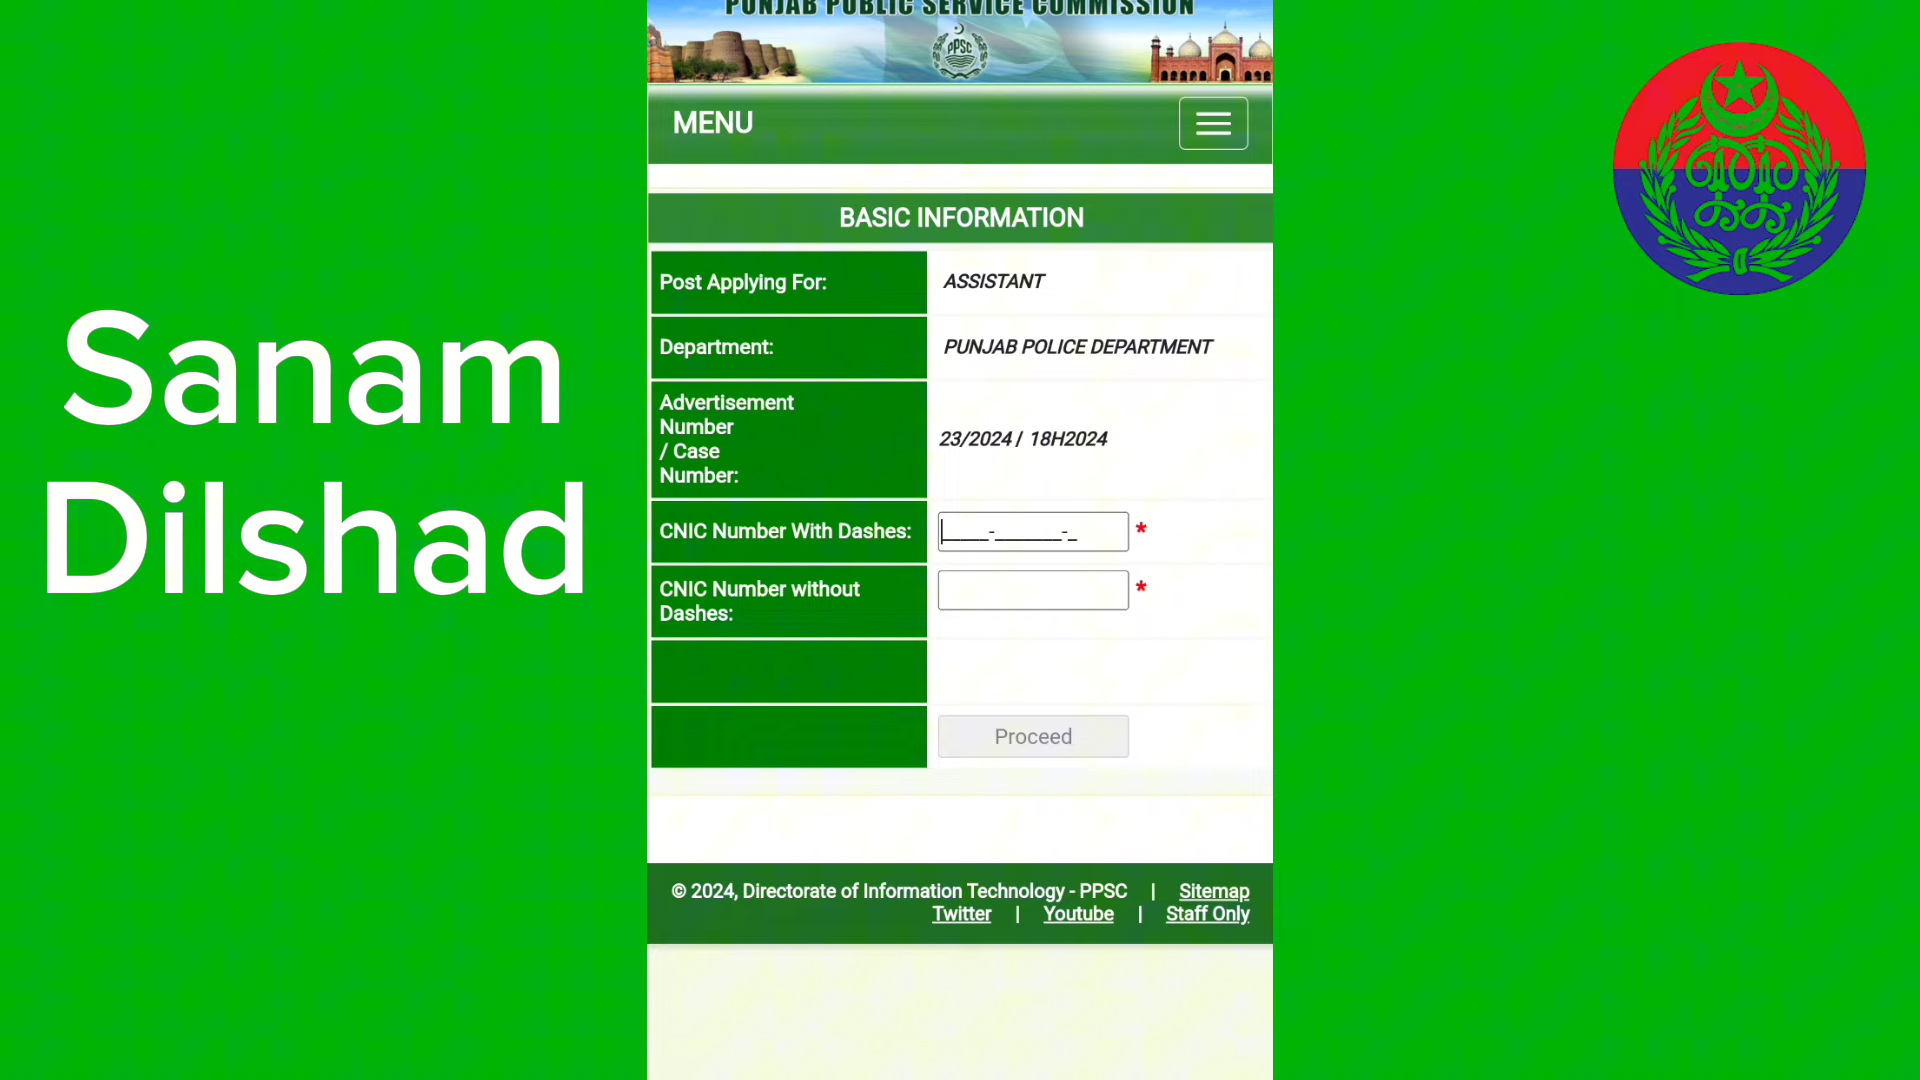 PUNJAB PUBLIC SERVICE COMMISSION
PPSC
MENU
BASIC INFORMATION
Post Applying For: ASSISTANT
Department: PUNJAB POLICE DEPARTMENT
Advertisement
Number
/ Case
Number:
23/2024 / 18H2024
CNIC Number With Dashes: _____-_______-_ *
CNIC Number without
Dashes:
*
Proceed
© 2024, Directorate of Information Technology - PPSC | Sitemap
Twitter | Youtube | Staff Only
Sanam
Dilshad